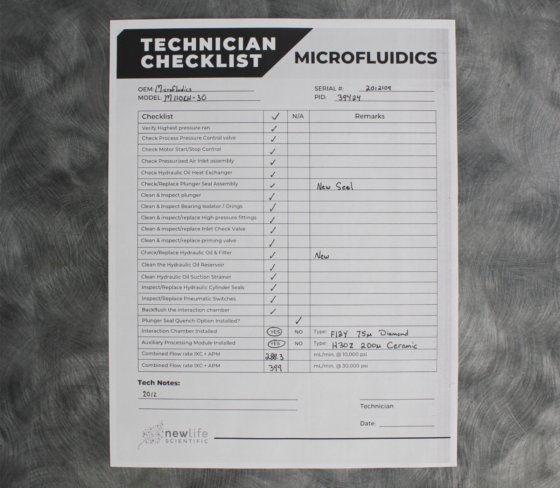 TECHNICIAN
CHECKLIST
MICROFLUIDICS
OEM: Microfluidics SERIAL #: 2012109
MODEL: M110EH-30 PID: 39424
Checklist ✓ N/A Remarks
Verify Highest pressure ran ✓
Check Process Pressure Control valve ✓
Check Motor Start/Stop Control ✓
Check Pressurized Air Inlet assembly ✓
Check Hydraulic Oil Heat Exchanger ✓
Check/Replace Plunger Seal Assembly ✓ New Seal
Clean & Inspect plunger ✓
Clean & Inspect Bearing Isolator / Orings ✓
Clean & inspect/replace High pressure fittings ✓
Clean & inspect/replace Inlet Check Valve ✓
Clean & inspect/replace priming valve ✓
Check/Replace Hydraulic Oil & Filter ✓ New
Clean the Hydraulic Oil Reservoir ✓
Clean Hydraulic Oil Suction Strainer ✓
Inspect/Replace Hydraulic Cylinder Seals ✓
Inspect/Replace Pneumatic Switches ✓
Backflush the interaction chamber ✓
Plunger Seal Quench Option Installed? ✓
Interaction Chamber Installed YES NO Type: F12Y 75µ Diamond
Auxiliary Processing Module Installed YES NO Type: H30Z 200µ Ceramic
Combined Flow rate IXC + APM 288.3 mL/min. @ 10,000 psi
Combined Flow rate IXC + APM 399 mL/min. @ 30,000 psi
Tech Notes:
2012
Technician
Date:
newlife
SCIENTIFIC